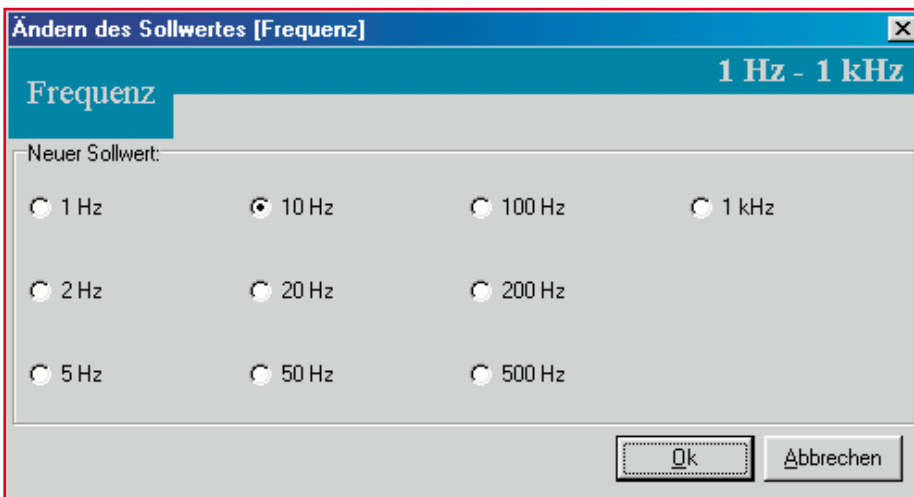 Ändern des Sollwertes [Frequenz]
1 Hz - 1 kHz
Frequenz
Neuer Sollwert:
1 Hz 10 Hz 100 Hz 1 kHz
2 Hz 20 Hz 200 Hz
5 Hz 50 Hz 500 Hz
Ok Abbrechen